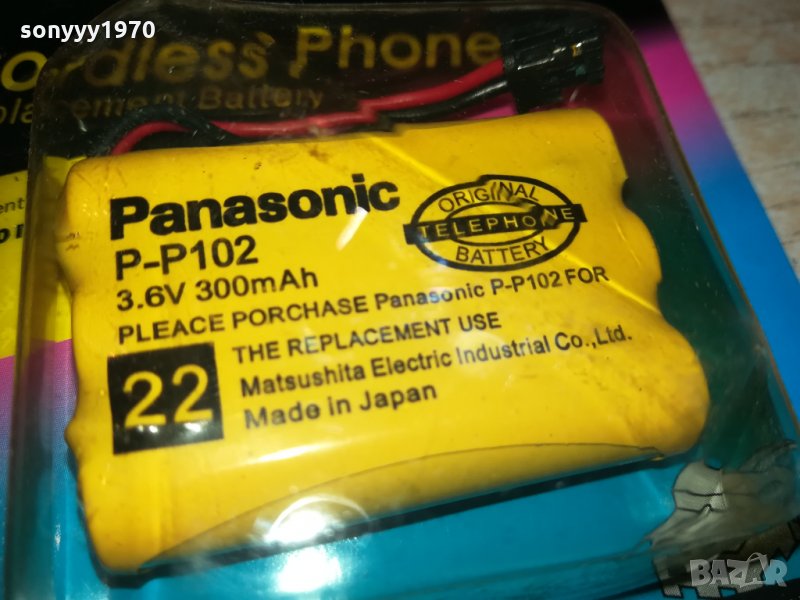 sonyyy1970
ordless Phone
placement Battery
Panasonic
ORIGINAL
TELEPHONE
BATTERY
P-P102
3.6V 300mAh
PLEACE PORCHASE Panasonic P-P102 FOR
THE REPLACEMENT USE
22
Matsushita Electric Industrial Co.,Ltd.
Made in Japan
BAZAR